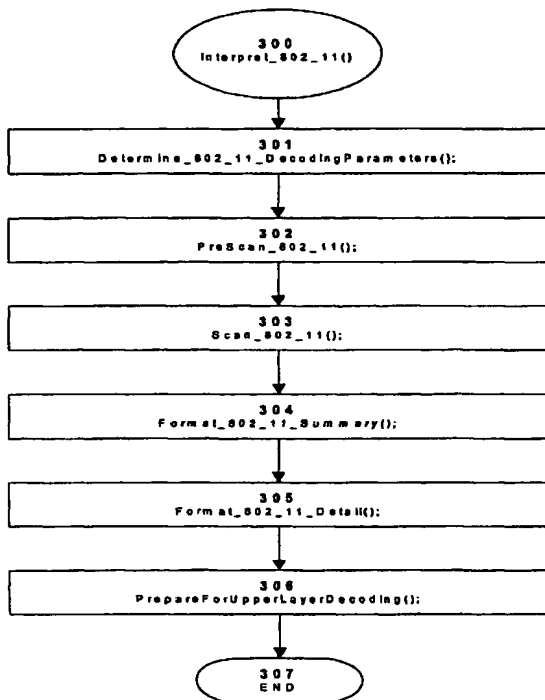 300
Interpret_802_11()
301
Determine_802_11_DecodingParameters();
302
PreScan_802_11();
303
Scan_802_11();
304
Format_802_11_Summary();
305
Format_802_11_Detail();
306
PrepareForUpperLayerDecoding();
307
END